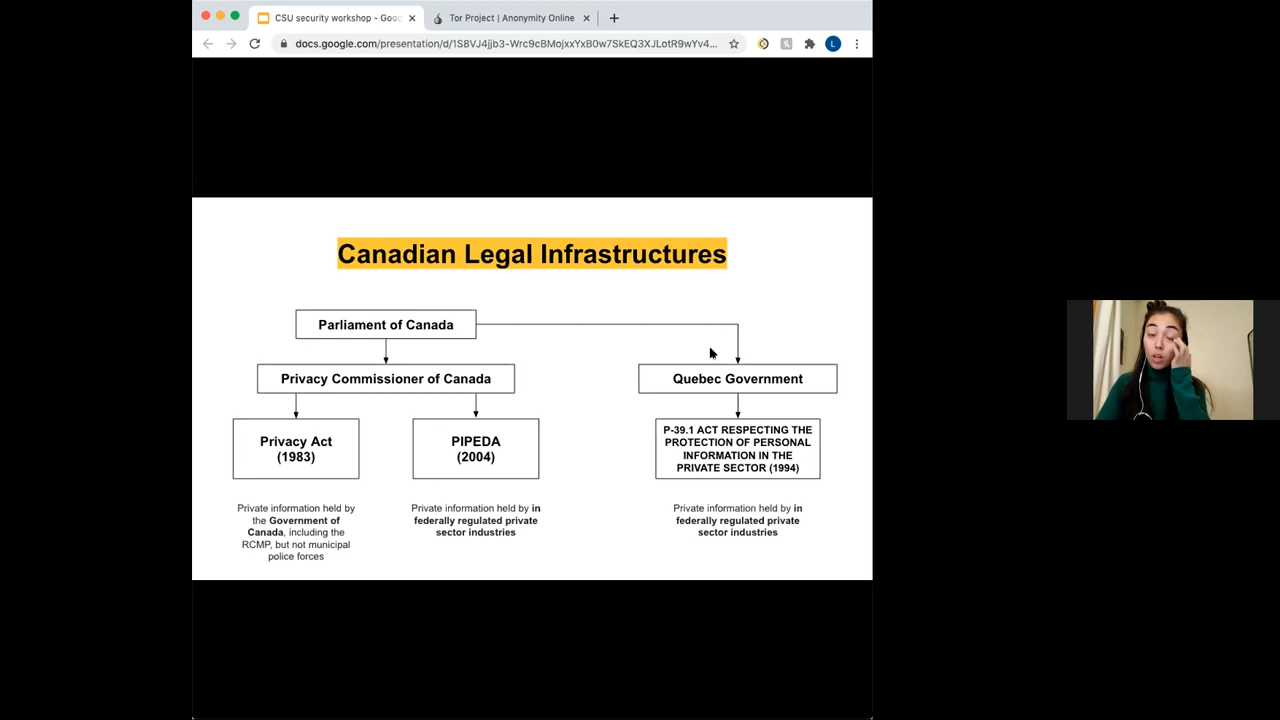 CSU security workshop - Goog
Tor Project | Anonymity Online
docs.google.com/presentation/d/1S8VJ4jjb3-Wrc9cBMojxxYxB0w7SkEQ3XJLotR9wYv4...
L
Canadian Legal Infrastructures
Parliament of Canada
Privacy Commissioner of Canada
Quebec Government
Privacy Act
(1983)
PIPEDA
(2004)
P-39.1 ACT RESPECTING THE
PROTECTION OF PERSONAL
INFORMATION IN THE
PRIVATE SECTOR (1994)
Private information held by
the Government of
Canada, including the
RCMP, but not municipal
police forces
Private information held by in
federally regulated private
sector industries
Private information held by in
federally regulated private
sector industries